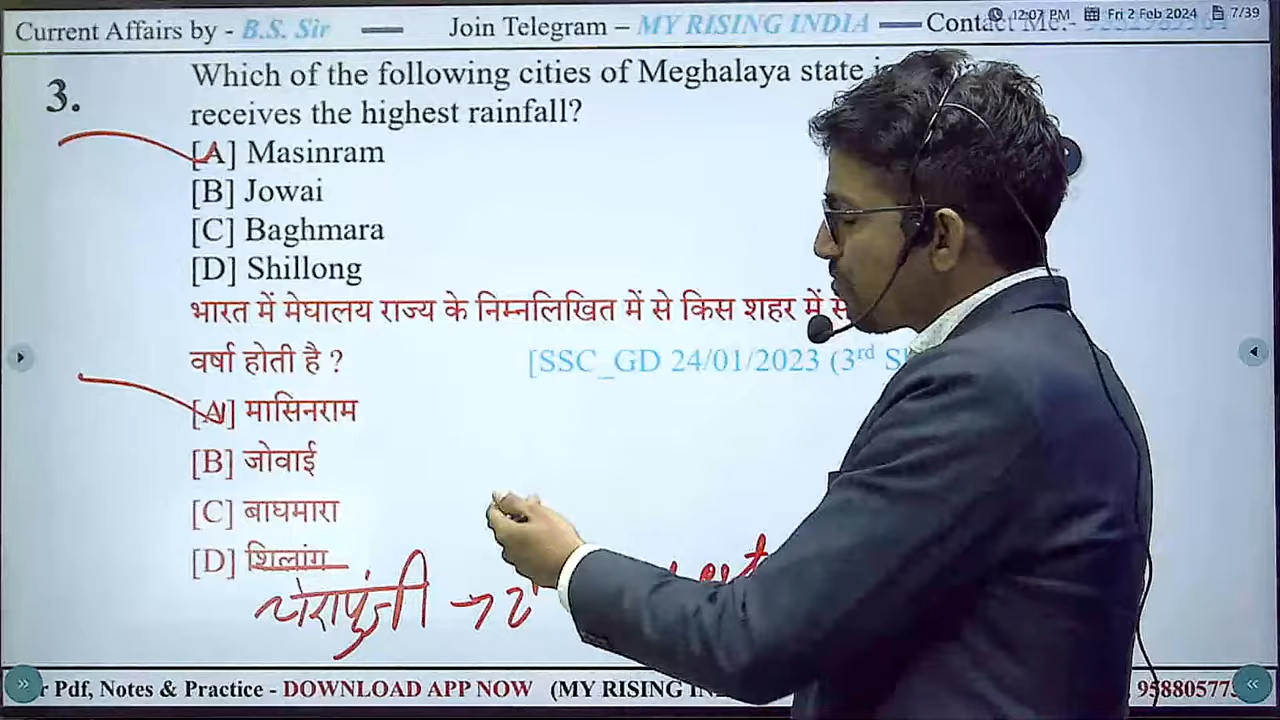 Current Affairs by - B.S. Sir Join Telegram – MY RISING INDIA Contact Me:-
12:07 PM Fri 2 Feb 2024 7/39
3. Which of the following cities of Meghalaya state
receives the highest rainfall?
[A] Masinram
[B] Jowai
[C] Baghmara
[D] Shillong
भारत में मेघालय राज्य के निम्नलिखित में से किस शहर में
वर्षा होती है ?
[SSC_GD 24/01/2023 (3rd
[A] मासिनराम
[B] जोवाई
[C] बाघमारा
[D] शिलांग
चेरापुंजी →
Pdf, Notes & Practice - DOWNLOAD APP NOW (MY RISING